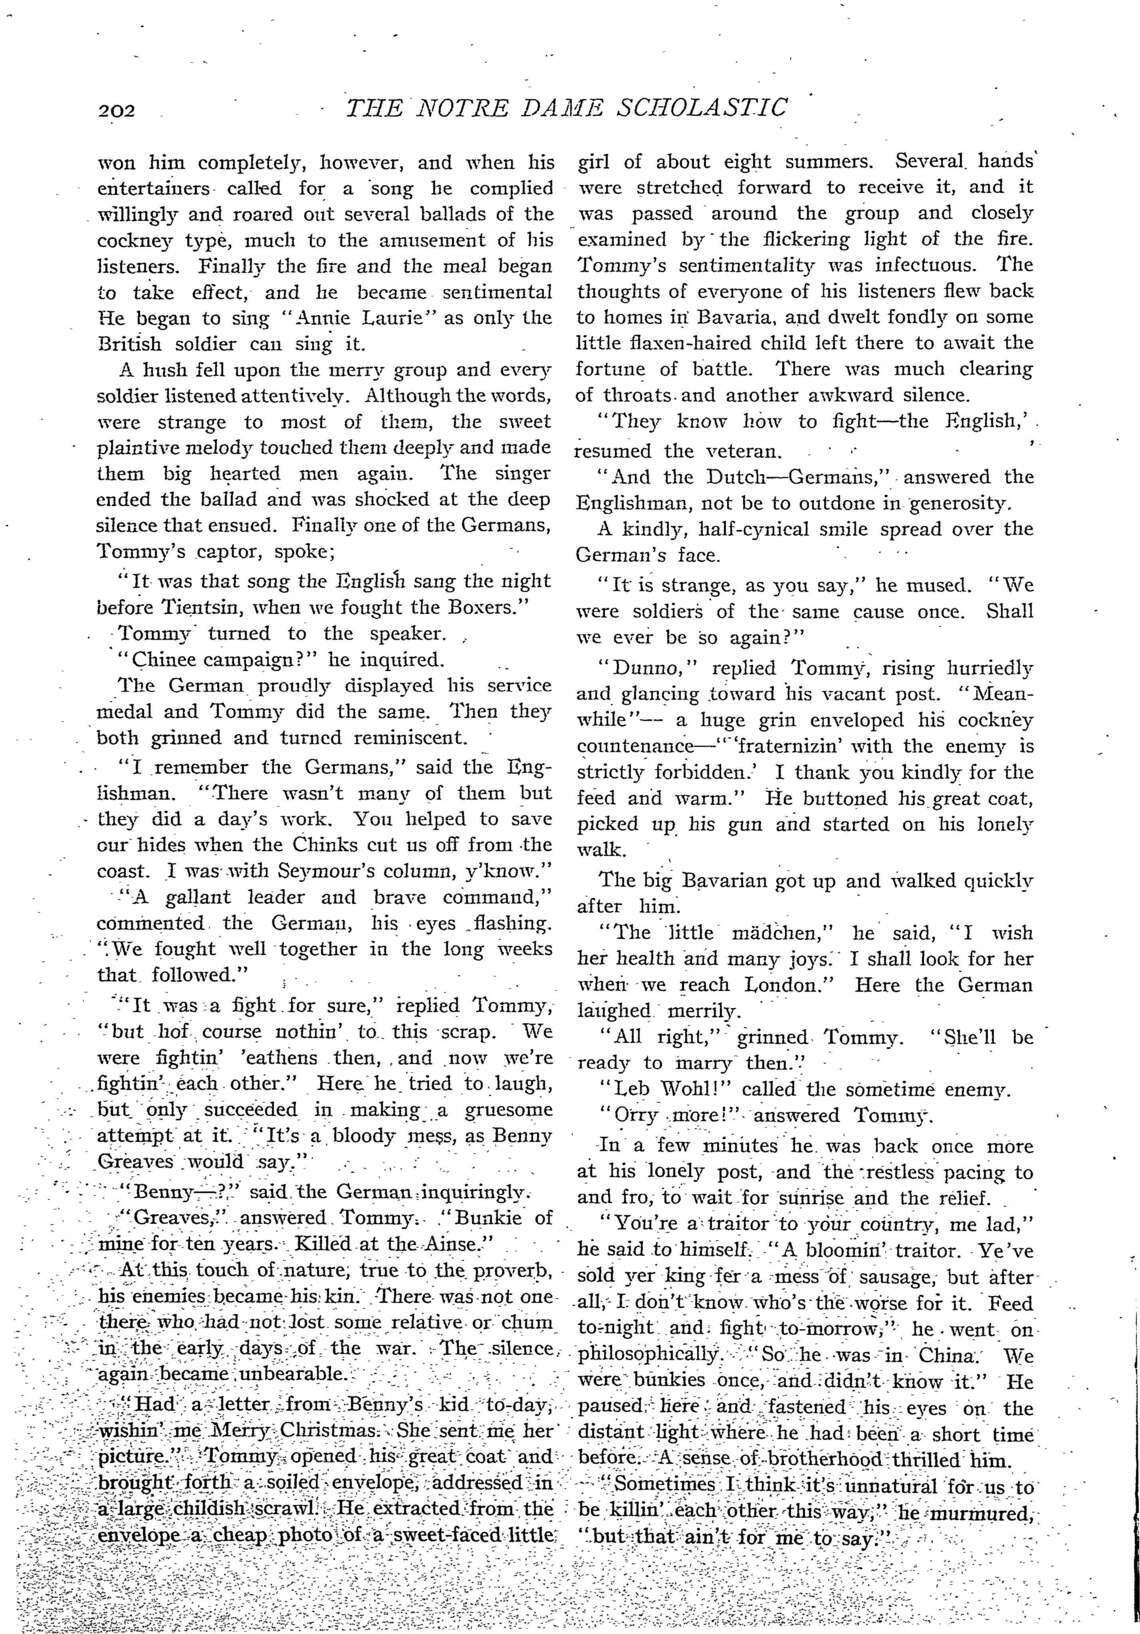 202
THE NOTRE DAME SCHOLASTIC
won him completely, however, and when his
entertainers called for a song he complied
willingly and roared out several ballads of the
cockney type, much to the amusement of his
listeners. Finally the fire and the meal began
to take effect, and he became sentimental
He began to sing "Annie Laurie" as only the
British soldier can sing it.
A hush fell upon the merry group and every
soldier listened attentively. Although the words,
were strange to most of them, the sweet
plaintive melody touched them deeply and made
them big hearted men again. The singer
ended the ballad and was shocked at the deep
silence that ensued. Finally one of the Germans,
Tommy's captor, spoke;
"It was that song the English sang the night
before Tientsin, when we fought the Boxers."
Tommy turned to the speaker.
"Chinee campaign?" he inquired.
The German proudly displayed his service
medal and Tommy did the same. Then they
both grinned and turned reminiscent.
"I remember the Germans," said the Eng-
lishman. "There wasn't many of them but
they did a day's work. You helped to save
our hides when the Chinks cut us off from the
coast. I was with Seymour's column, y'know."
"A gallant leader and brave command,"
commented the German, his eyes flashing.
"We fought well together in the long weeks
that followed."
"It was a fight for sure," replied Tommy,
"but hof course nothin' to this scrap. We
were fightin' 'eathens then, and now we're
fightin' each other." Here he tried to laugh,
but only succeeded in making a gruesome
attempt at it. "It's a bloody mess, as Benny
Greaves would say."
"Benny—?" said the German inquiringly.
"Greaves," answered Tommy. "Bunkie of
mine for ten years. Killed at the Ainse."
At this touch of nature, true to the proverb,
his enemies became his kin. There was not one
there who had not lost some relative or chum
in the early days of the war. The silence
again became unbearable.
"Had a letter from Benny's kid to-day,
wishin' me Merry Christmas. She sent me her
picture." Tommy opened his great coat and
brought forth a soiled envelope, addressed in
a large childish scrawl. He extracted from the
envelope a cheap photo of a sweet-faced little
girl of about eight summers. Several hands
were stretched forward to receive it, and it
was passed around the group and closely
examined by the flickering light of the fire.
Tommy's sentimentality was infectuous. The
thoughts of everyone of his listeners flew back
to homes in Bavaria, and dwelt fondly on some
little flaxen-haired child left there to await the
fortune of battle. There was much clearing
of throats and another awkward silence.
"They know how to fight—the English,'
resumed the veteran.
"And the Dutch—Germans," answered the
Englishman, not be to outdone in generosity.
A kindly, half-cynical smile spread over the
German's face.
"It is strange, as you say," he mused. "We
were soldiers of the same cause once. Shall
we ever be so again?"
"Dunno," replied Tommy, rising hurriedly
and glancing toward his vacant post. "Mean-
while"— a huge grin enveloped his cockney
countenance—"'fraternizin' with the enemy is
strictly forbidden.' I thank you kindly for the
feed and warm." He buttoned his great coat,
picked up his gun and started on his lonely
walk.
The big Bavarian got up and walked quickly
after him.
"The little mädchen," he said, "I wish
her health and many joys. I shall look for her
when we reach London." Here the German
laughed merrily.
"All right," grinned Tommy. "She'll be
ready to marry then."
"Leb Wohl!" called the sometime enemy.
"Orry more!" answered Tommy.
In a few minutes he was back once more
at his lonely post, and the restless pacing to
and fro, to wait for sunrise and the relief.
"You're a traitor to your country, me lad,"
he said to himself. "A bloomin' traitor. Ye've
sold yer king fer a mess of sausage, but after
all, I don't know who's the worse for it. Feed
to-night and fight to-morrow," he went on
philosophically. "So he was in China. We
were bunkies once, and didn't know it." He
paused here and fastened his eyes on the
distant light where he had been a short time
before. A sense of brotherhood thrilled him.
"Sometimes I think it's unnatural for us to
be killin' each other this way," he murmured,
"but that ain't for me to say."